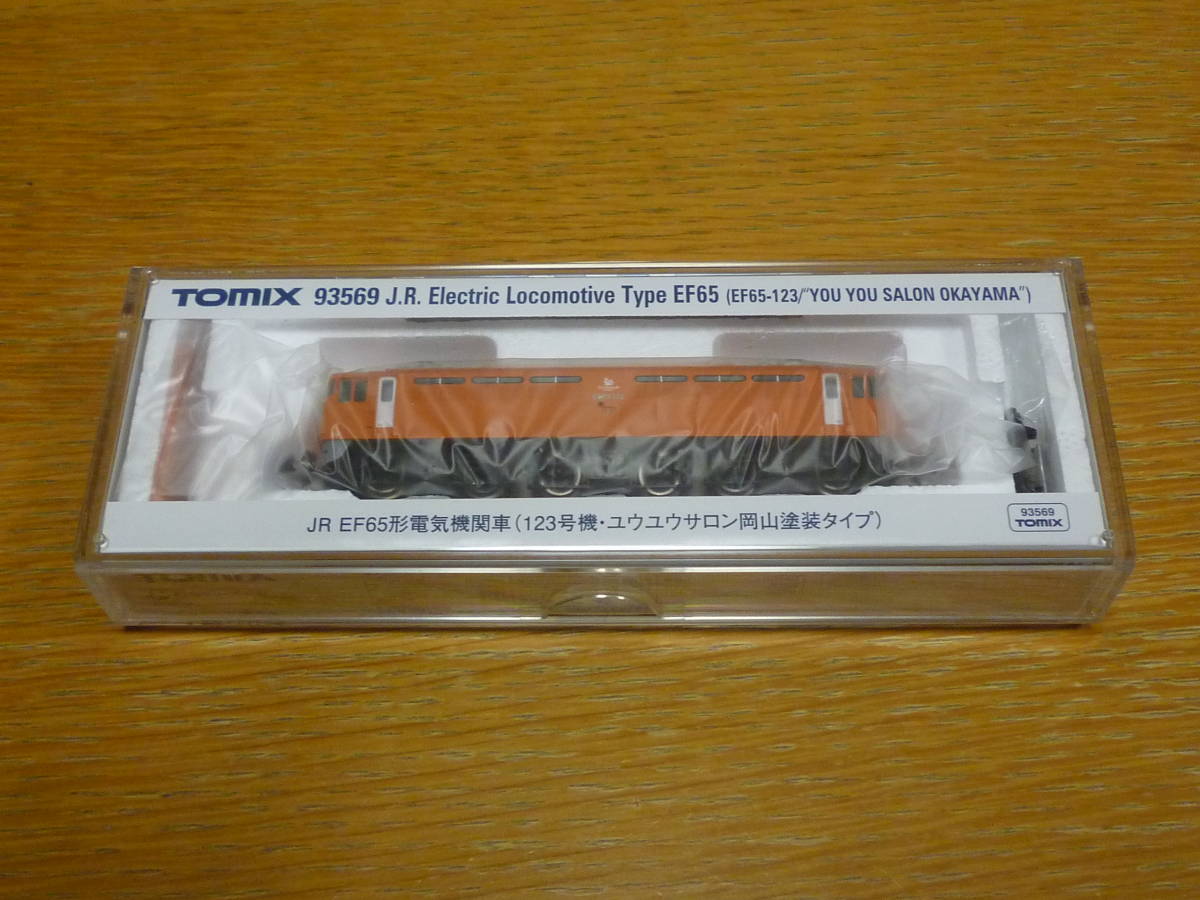 TOMIX 93569 J.R. Electric Locomotive Type EF65 (EF65-123/"YOU YOU SALON OKAYAMA")
JR EF65形電気機関車(123号機・ユウユウサロン岡山塗装タイプ)
93569
TOMIX
TOMIX